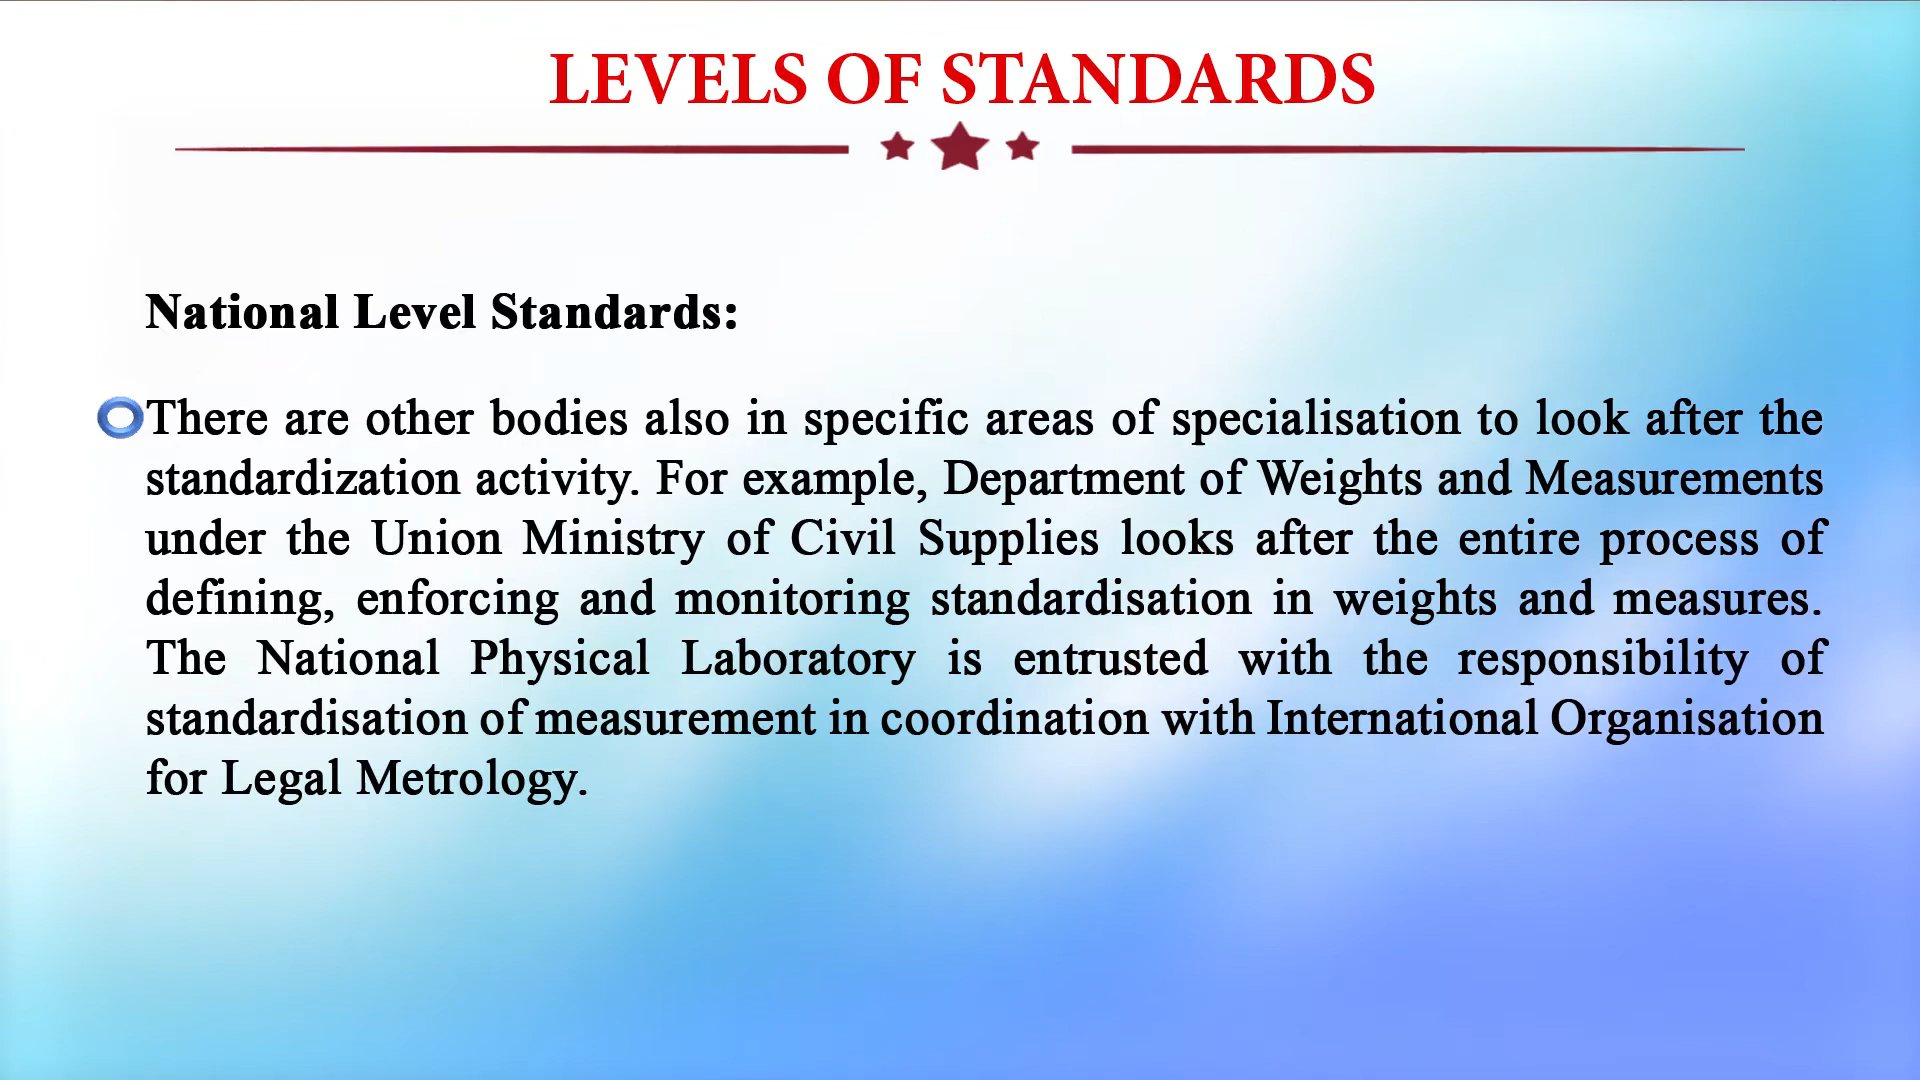 LEVELS OF STANDARDS
National Level Standards:
There are other bodies also in specific areas of specialisation to look after the
standardization activity. For example, Department of Weights and Measurements
under the Union Ministry of Civil Supplies looks after the entire process of
defining, enforcing and monitoring standardisation in weights and measures.
The National Physical Laboratory is entrusted with the responsibility of
standardisation of measurement in coordination with International Organisation
for Legal Metrology.